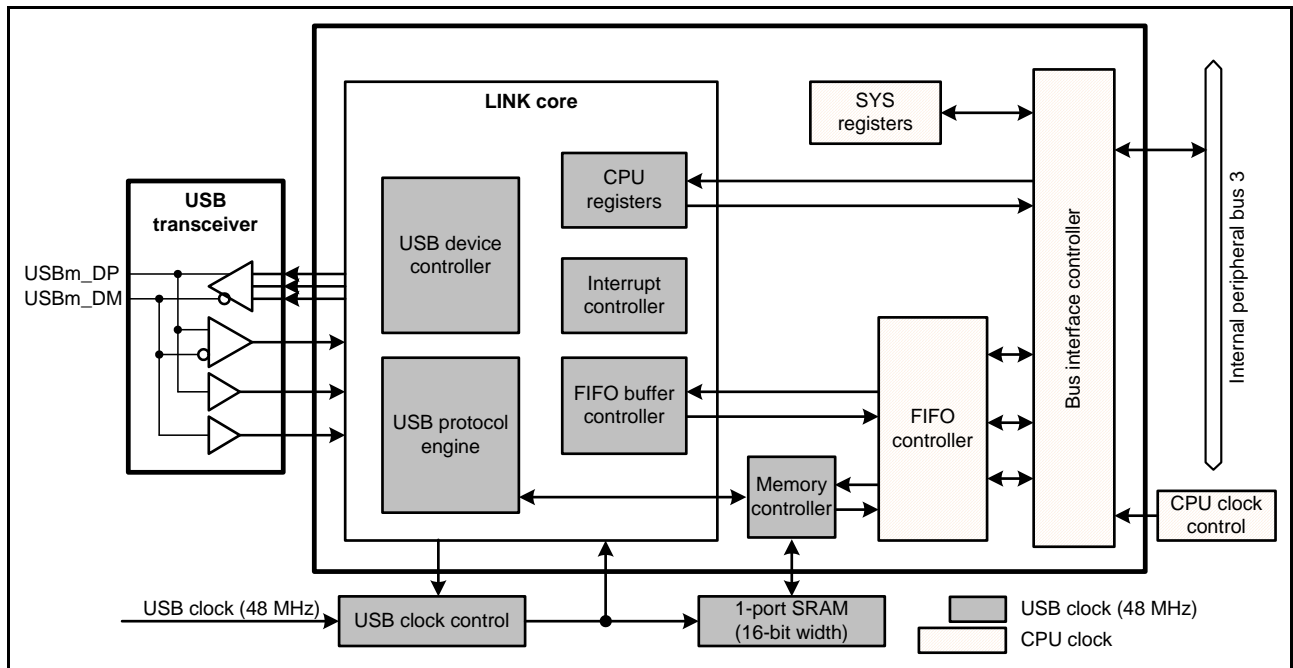 LINK core
SYS
registers
CPU
registers
USB
transceiver
USB device
controller
Interrupt
controller
USBm_DP
USBm_DM
Bus interface controller
Internal peripheral bus 3
FIFO buffer
controller
FIFO
controller
USB protocol
engine
Memory
controller
CPU clock
control
USB clock (48 MHz)
USB clock control
1-port SRAM
(16-bit width)
USB clock (48 MHz)
CPU clock